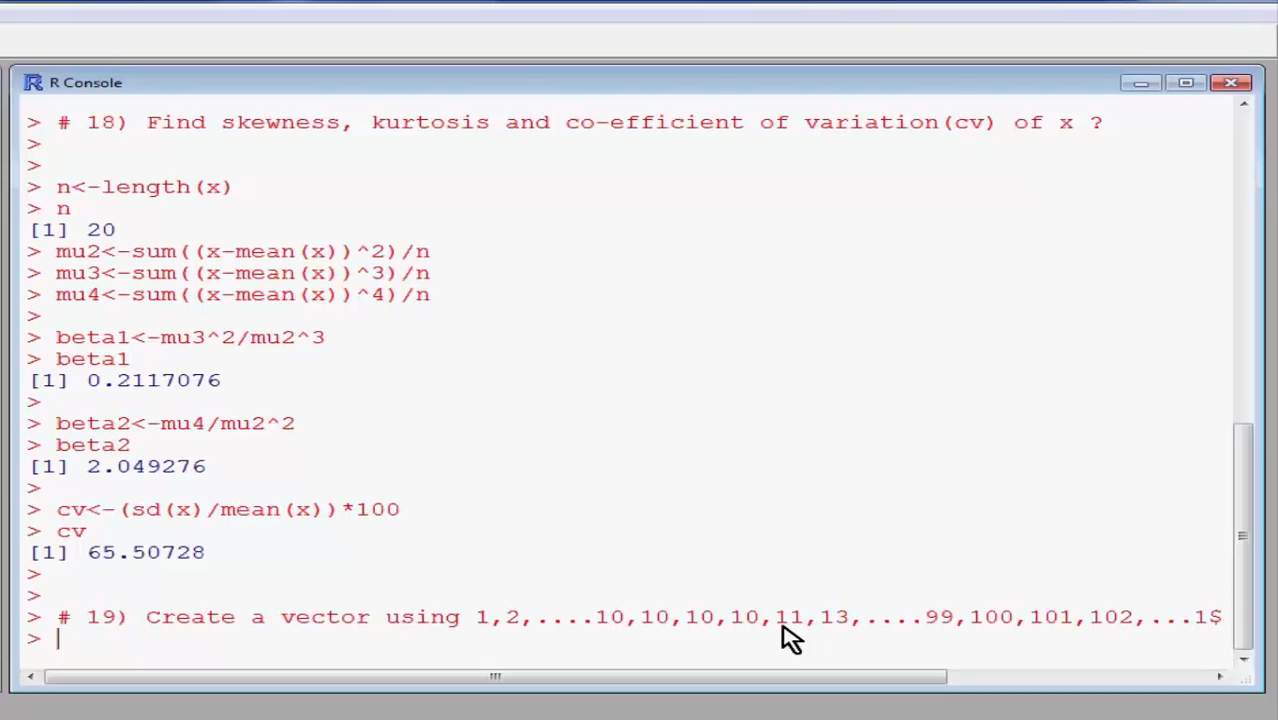 R Console
> # 18) Find skewness, kurtosis and co-efficient of variation(cv) of x ?
>
>
> n<-length(x)
> n
[1] 20
> mu2<-sum((x-mean(x))^2)/n
> mu3<-sum((x-mean(x))^3)/n
> mu4<-sum((x-mean(x))^4)/n
>
> beta1<-mu3^2/mu2^3
> beta1
[1] 0.2117076
>
> beta2<-mu4/mu2^2
> beta2
[1] 2.049276
>
> cv<-(sd(x)/mean(x))*100
> cv
[1] 65.50728
>
>
> # 19) Create a vector using 1,2,....10,10,10,10,11,13,....99,100,101,102,...1$
>